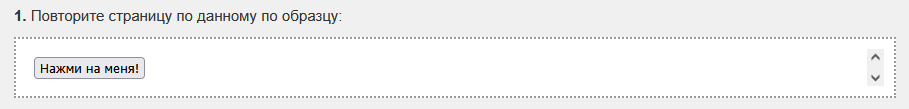 1. Повторите страницу по данному по образцу:
Нажми на меня!